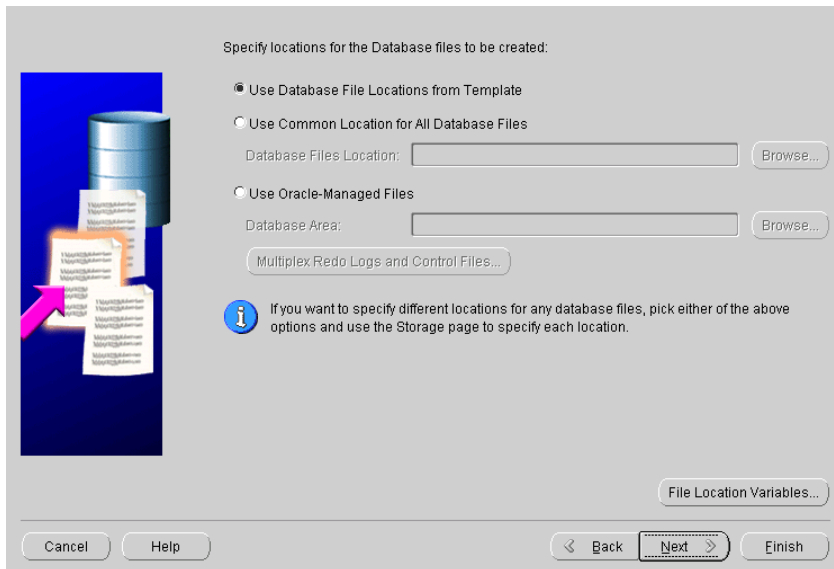 Specify locations for the Database files to be created:
Use Database File Locations from Template
Use Common Location for All Database Files
Database Files Location:
Browse...
Use Oracle-Managed Files
Database Area:
Browse...
Multiplex Redo Logs and Control Files...
If you want to specify different locations for any database files, pick either of the above
options and use the Storage page to specify each location.
File Location Variables...
Cancel
Help
Back
Next
Finish